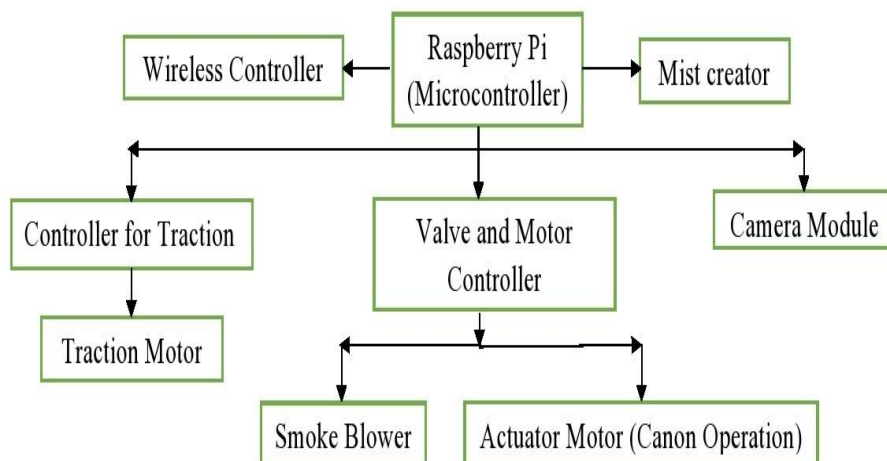 Raspberry Pi
(Microcontroller)
Wireless Controller
Mist creator
Controller for Traction
Valve and Motor
Controller
Camera Module
Traction Motor
Smoke Blower
Actuator Motor (Canon Operation)